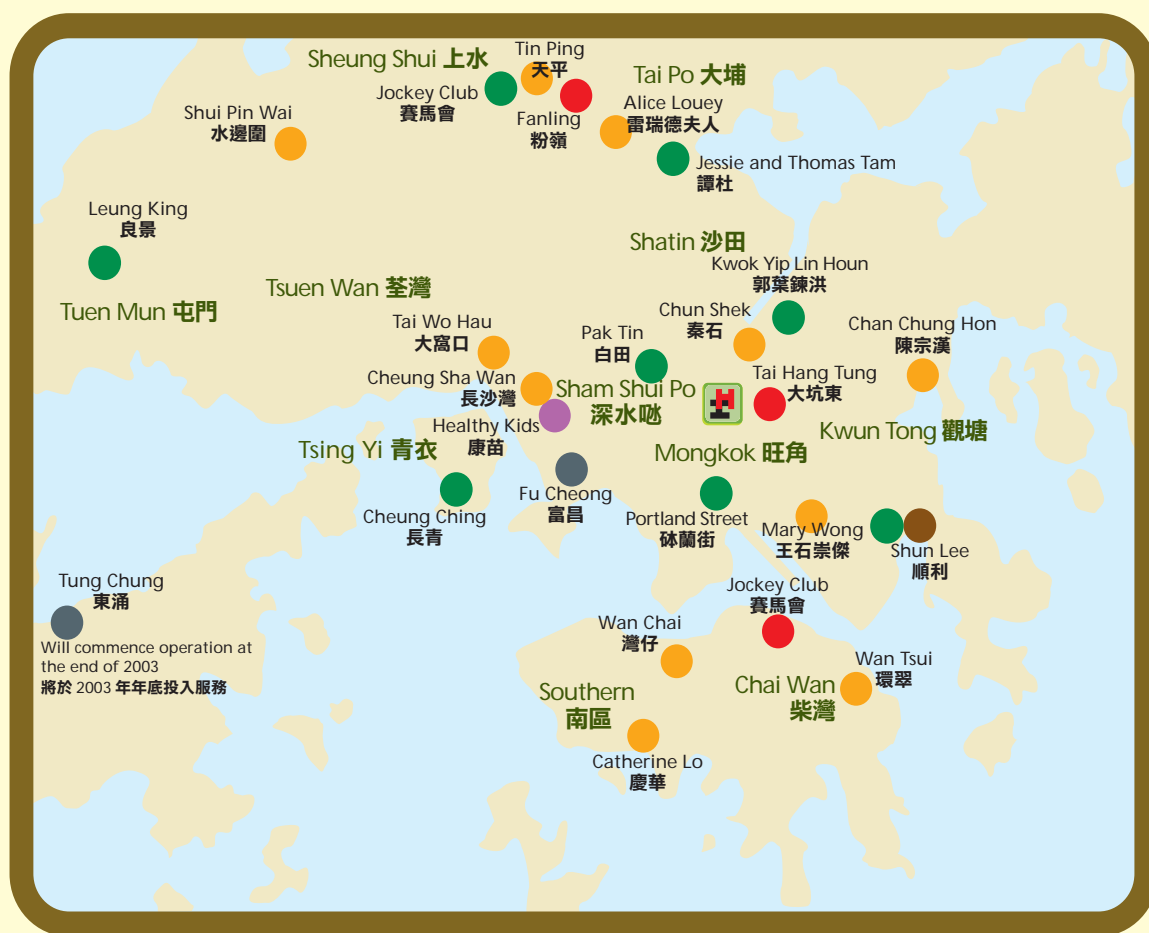 Sheung Shui 上水
Tin Ping
天平
Jockey Club
賽馬會
Fanling
粉嶺
Tai Po 大埔
Alice Louey
雷瑞德夫人
Jessie and Thomas Tam
譚杜
Shui Pin Wai
水邊圍
Leung King
良景
Tuen Mun 屯門
Tsuen Wan 荃灣
Tai Wo Hau
大窩口
Cheung Sha Wan
長沙灣
Healthy Kids
康苗
Shatin 沙田
Kwok Yip Lin Houn
郭葉鍊洪
Chun Shek
秦石
Pak Tin
白田
Chan Chung Hon
陳宗漢
Sham Shui Po
深水埗
Tai Hang Tung
大坑東
Kwun Tong 觀塘
Tsing Yi 青衣
Cheung Ching
長青
Fu Cheong
富昌
Mongkok 旺角
Portland Street
砵蘭街
Mary Wong
王石崇傑
Shun Lee
順利
Tung Chung
東涌
Will commence operation at
the end of 2003
將於 2003 年年底投入服務
Jockey Club
賽馬會
Wan Chai
灣仔
Wan Tsui
環翠
Southern
南區
Chai Wan
柴灣
Catherine Lo
慶華